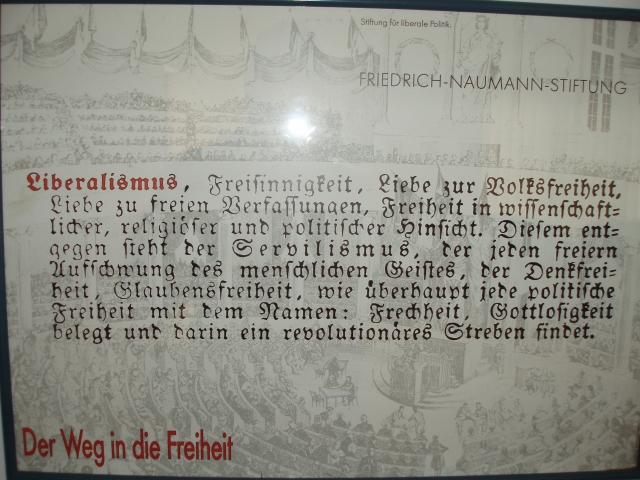 Stiftung für liberale Politik.
FRIEDRICH-NAUMANN-STIFTUNG
Liberalismus, Freisinnigkeit, Liebe zur Volksfreiheit,
Liebe zu freien Verfassungen, Freiheit in wissenschaft=
licher, religiöser und politischer Hinsicht. Diesem ent=
gegen steht der Servilismus, der jeden freiern
Aufschwung des menschlichen Geistes, der Denkfrei=
heit, Glaubensfreiheit, wie überhaupt jede politische
Freiheit mit dem Namen: Frechheit, Gottlosigkeit
belegt und darin ein revolutionäres Streben findet.
Der Weg in die Freiheit